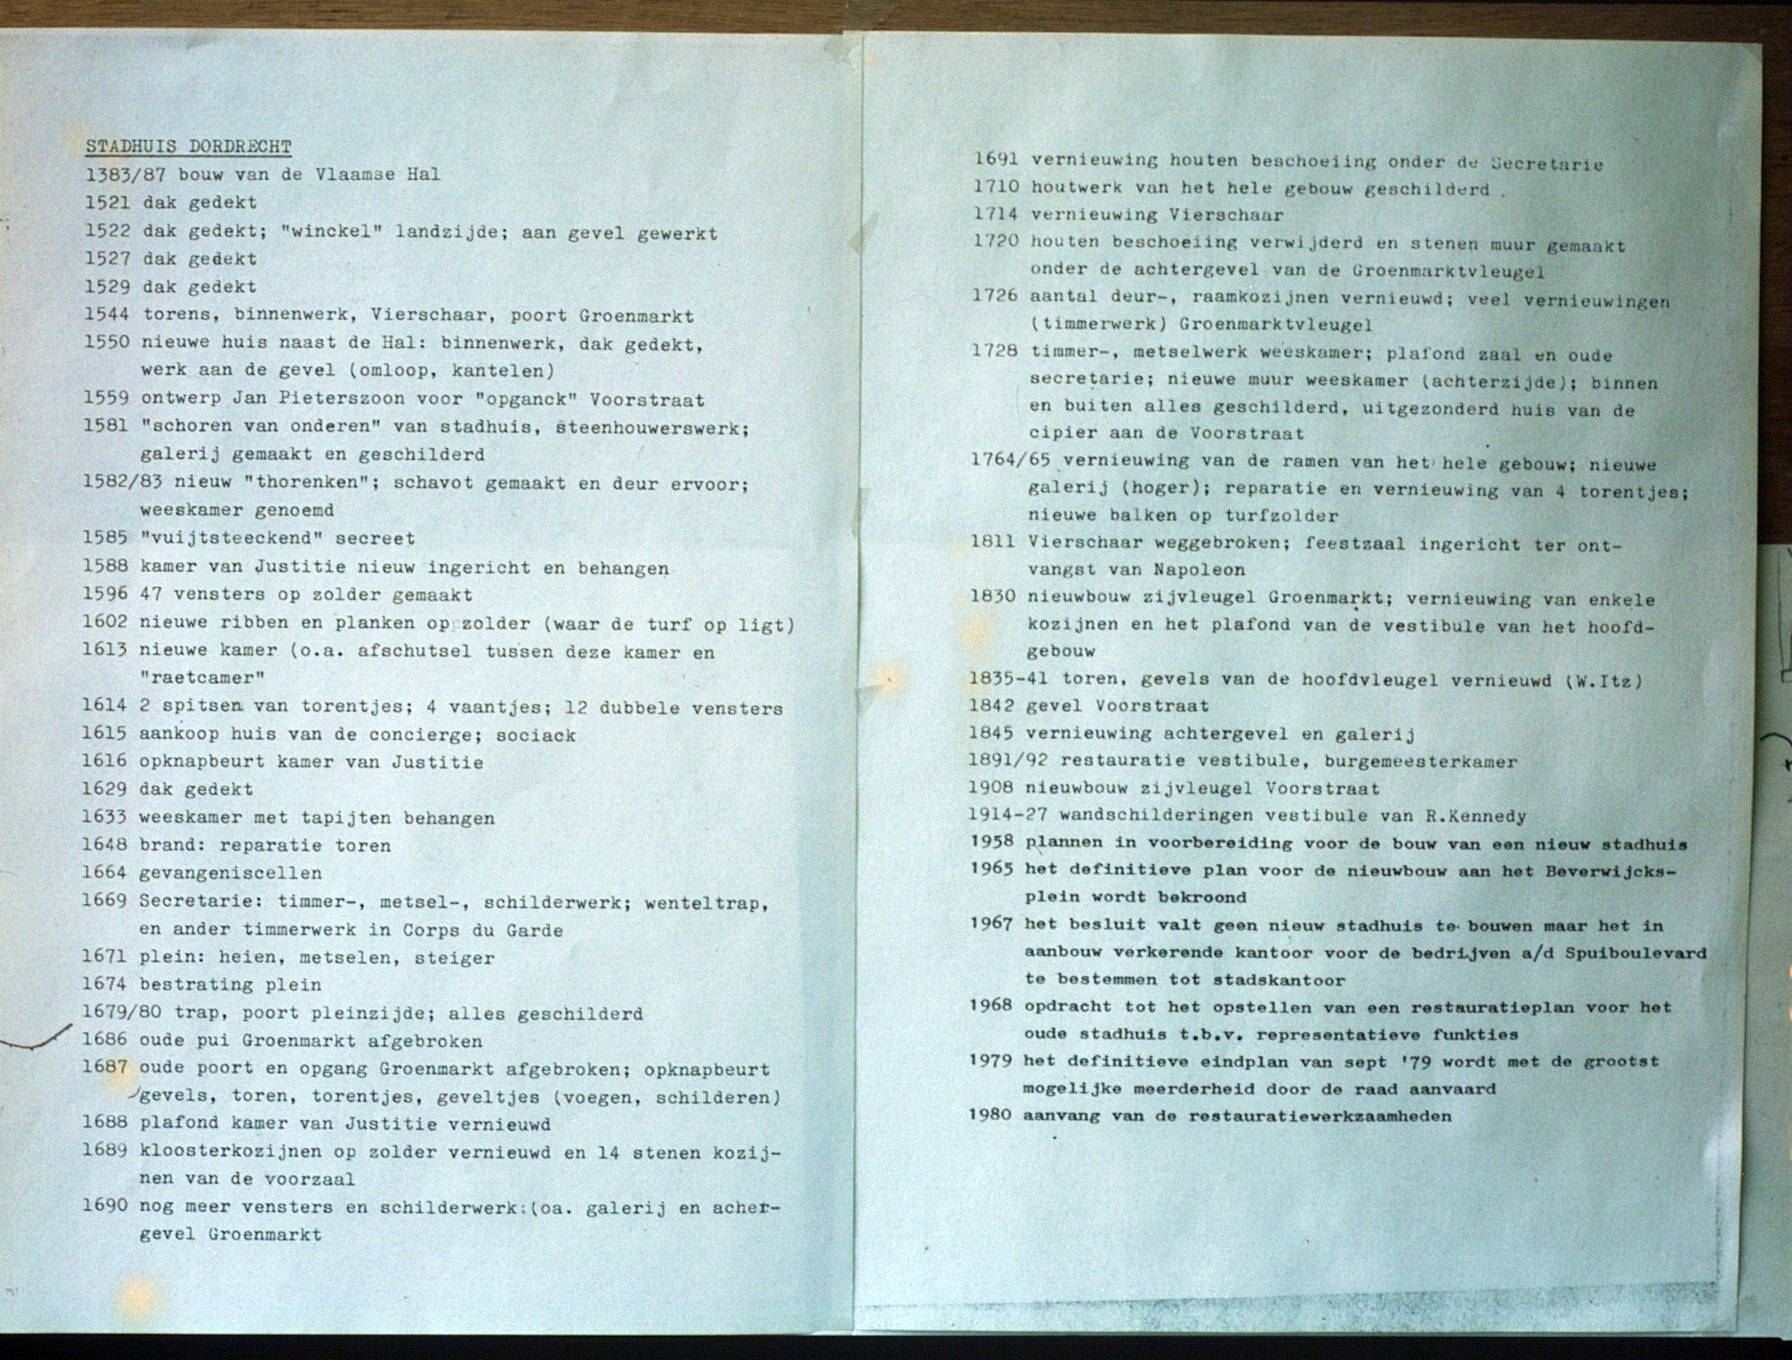 STADHUIS DORDRECHT
1383/87 bouw van de Vlaamse Hal
1521 dak gedekt
1522 dak gedekt; "winckel" landzijde; aan gevel gewerkt
1527 dak gedekt
1529 dak gedekt
1544 torens, binnenwerk, Vierschaar, poort Groenmarkt
1550 nieuwe huis naast de Hal: binnenwerk, dak gedekt,
werk aan de gevel (omloop, kantelen)
1559 ontwerp Jan Pieterszoon voor "opganck" Voorstraat
1581 "schoren van onderen" van stadhuis, steenhouwerswerk;
galerij gemaakt en geschilderd
1582/83 nieuw "thorenken"; schavot gemaakt en deur ervoor;
weeskamer genoemd
1585 "vuijtsteeckend" secreet
1588 kamer van Justitie nieuw ingericht en behangen
1596 47 vensters op zolder gemaakt
1602 nieuwe ribben en planken op zolder (waar de turf op ligt)
1613 nieuwe kamer (o.a. afschutsel tussen deze kamer en
"raetcamer"
1614 2 spitsen van torentjes; 4 vaantjes; 12 dubbele vensters
1615 aankoop huis van de concierge; sociack
1616 opknapbeurt kamer van Justitie
1629 dak gedekt
1633 weeskamer met tapijten behangen
1648 brand: reparatie toren
1664 gevangeniscellen
1669 Secretarie: timmer-, metsel-, schilderwerk; wenteltrap,
en ander timmerwerk in Corps du Garde
1671 plein: heien, metselen, steiger
1674 bestrating plein
1679/80 trap, poort pleinzijde; alles geschilderd
1686 oude pui Groenmarkt afgebroken
1687 oude poort en opgang Groenmarkt afgebroken; opknapbeurt
gevels, toren, torentjes, geveltjes (voegen, schilderen)
1688 plafond kamer van Justitie vernieuwd
1689 kloosterkozijnen op zolder vernieuwd en 14 stenen kozij-
nen van de voorzaal
1690 nog meer vensters en schilderwerk:(oa. galerij en acher-
gevel Groenmarkt
1691 vernieuwing houten beschoeiing onder de Secretarie
1710 houtwerk van het hele gebouw geschilderd .
1714 vernieuwing Vierschaar
1720 houten beschoeiing verwijderd en stenen muur gemaakt
onder de achtergevel van de Groenmarktvleugel
1726 aantal deur-, raamkozijnen vernieuwd; veel vernieuwingen
(timmerwerk) Groenmarktvleugel
1728 timmer-, metselwerk weeskamer; plafond zaal en oude
secretarie; nieuwe muur weeskamer (achterzijde); binnen
en buiten alles geschilderd, uitgezonderd huis van de
cipier aan de Voorstraat
1764/65 vernieuwing van de ramen van het hele gebouw; nieuwe
galerij (hoger); reparatie en vernieuwing van 4 torentjes;
nieuwe balken op turfzolder
1811 Vierschaar weggebroken; feestzaal ingericht ter ont-
vangst van Napoleon
1830 nieuwbouw zijvleugel Groenmarkt; vernieuwing van enkele
kozijnen en het plafond van de vestibule van het hoofd-
gebouw
1835-41 toren, gevels van de hoofdvleugel vernieuwd (W.Itz)
1842 gevel Voorstraat
1845 vernieuwing achtergevel en galerij
1891/92 restauratie vestibule, burgemeesterkamer
1908 nieuwbouw zijvleugel Voorstraat
1914-27 wandschilderingen vestibule van R.Kennedy
1958 plannen in voorbereiding voor de bouw van een nieuw stadhuis
1965 het definitieve plan voor de nieuwbouw aan het Beverwijcks-
plein wordt bekroond
1967 het besluit valt geen nieuw stadhuis te bouwen maar het in
aanbouw verkerende kantoor voor de bedrijven a/d Spuiboulevard
te bestemmen tot stadskantoor
1968 opdracht tot het opstellen van een restauratieplan voor het
oude stadhuis t.b.v. representatieve funkties
1979 het definitieve eindplan van sept '79 wordt met de grootst
mogelijke meerderheid door de raad aanvaard
1980 aanvang van de restauratiewerkzaamheden